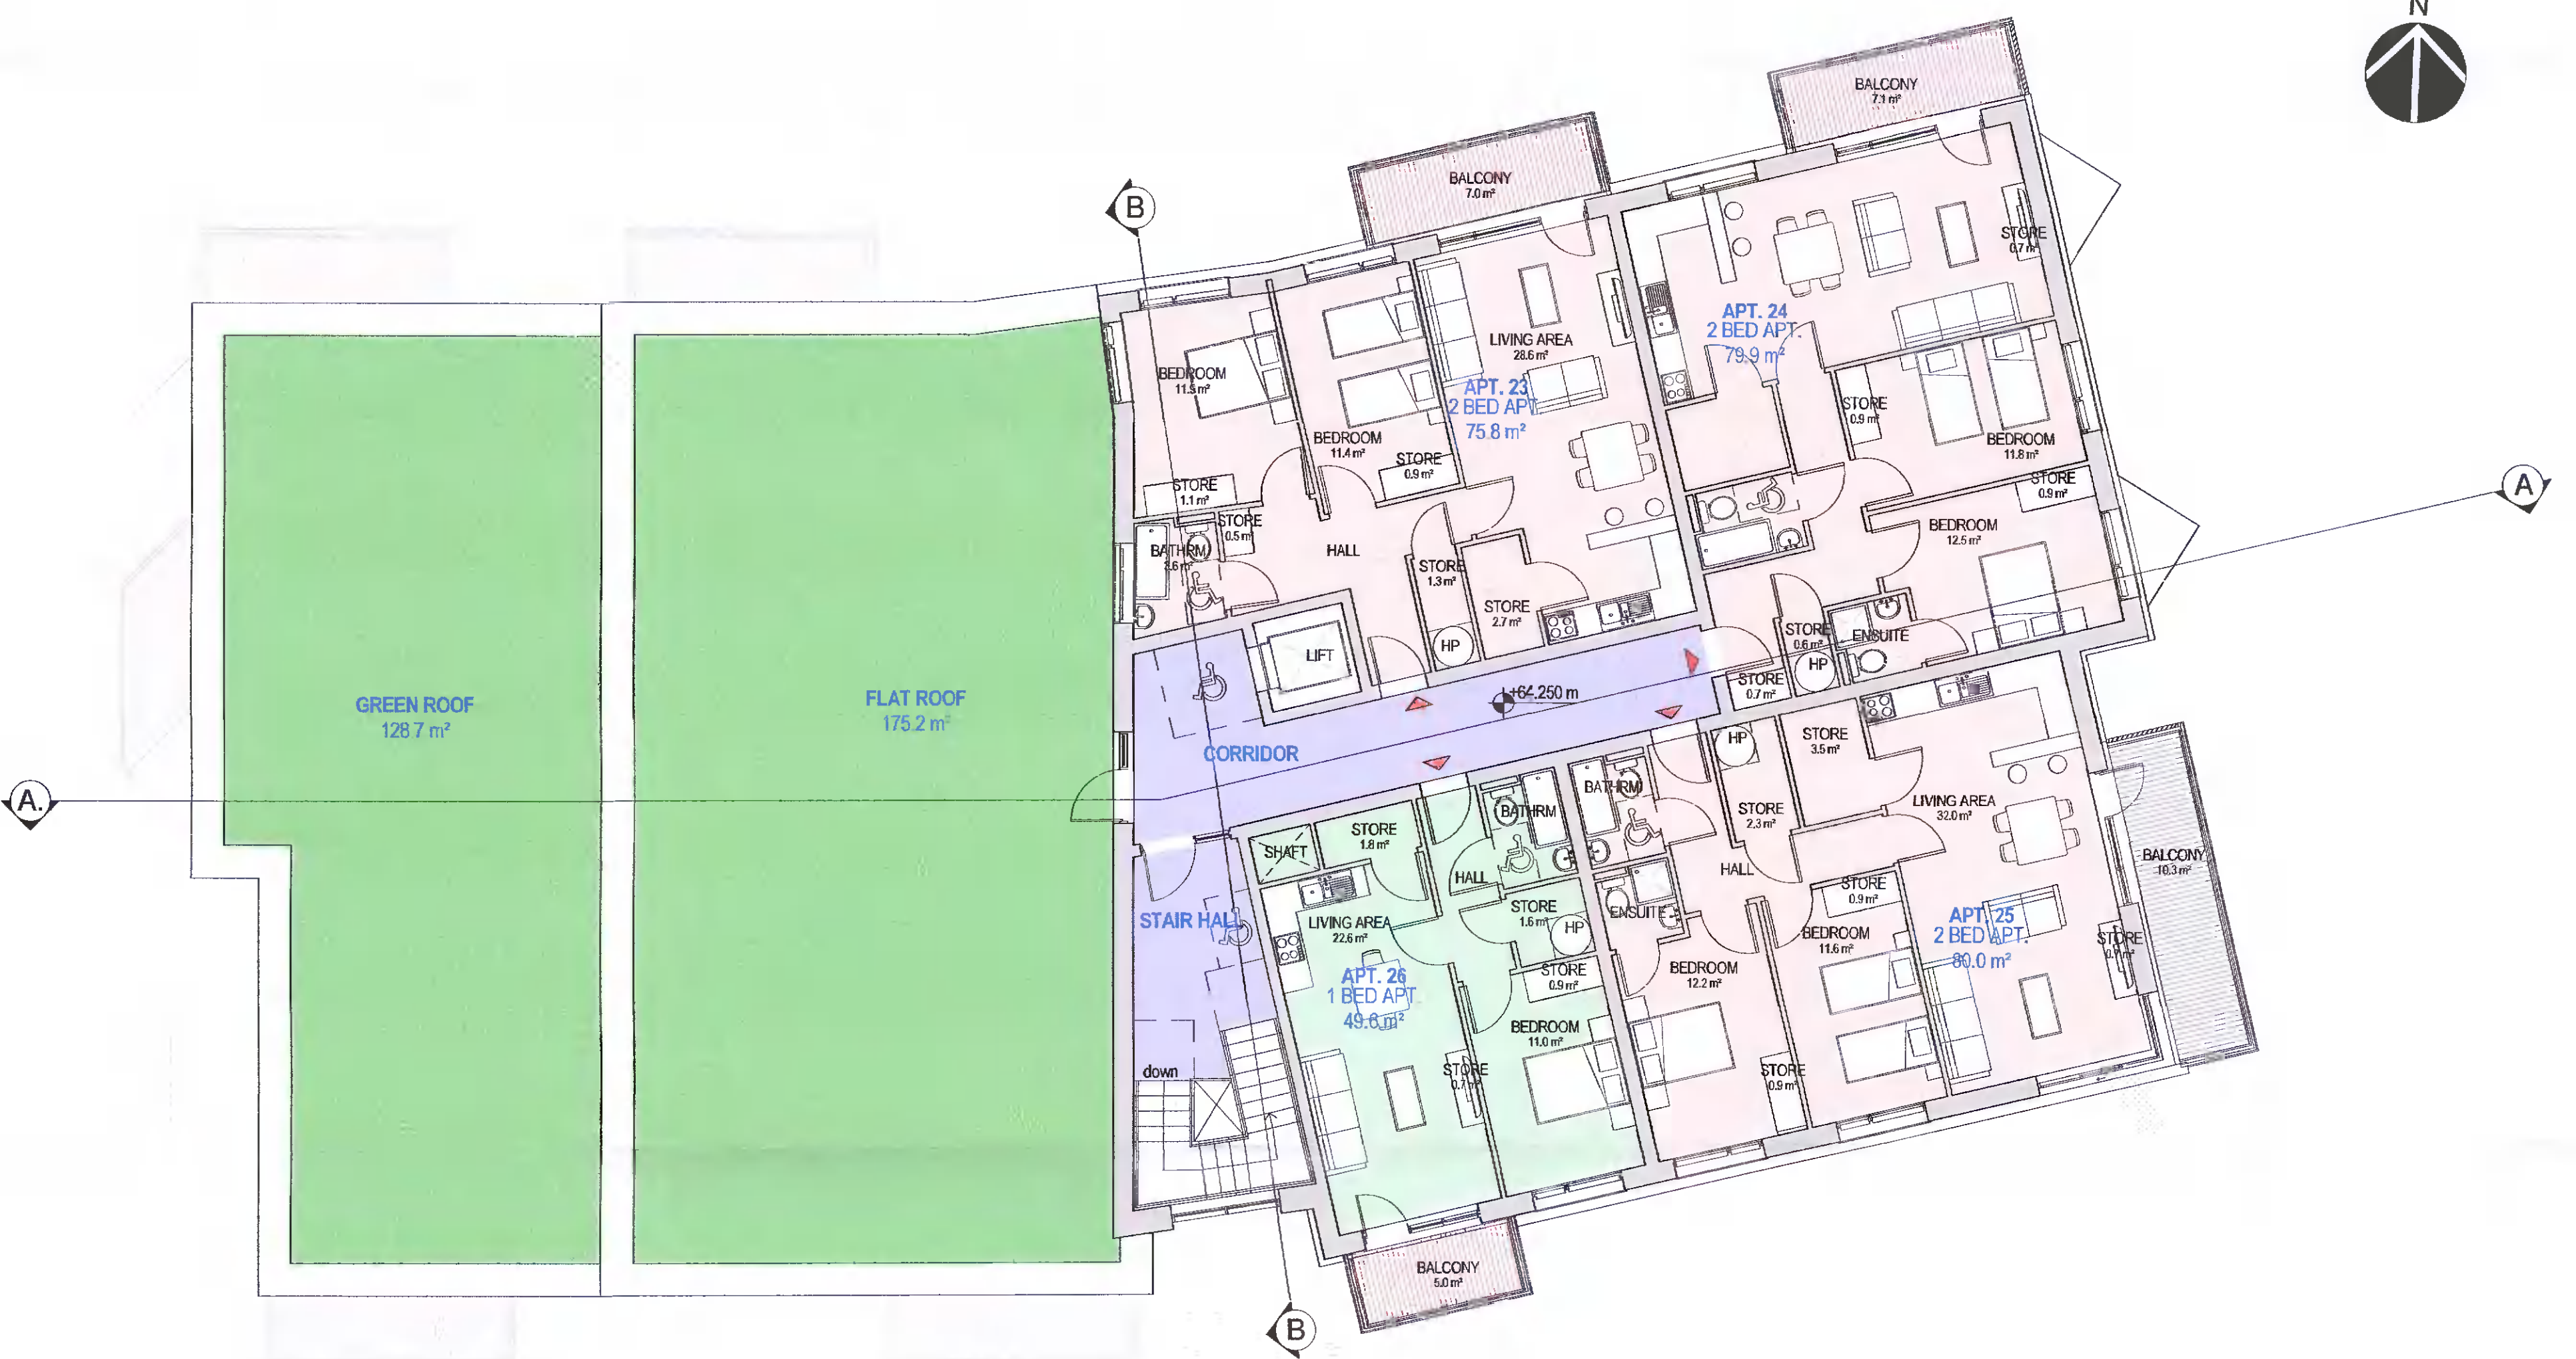 N
BALCONY
7.1 m²
BALCONY
7.0 m²
B
STORE
0.7 m²
APT. 24
2 BED APT.
79.9 m²
LIVING AREA
28.6 m²
BEDROOM
11.5 m²
APT. 23
2 BED APT.
75.8 m²
BEDROOM
11.4 m²
STORE
0.9 m²
STORE
0.9 m²
BEDROOM
11.8 m²
STORE
1.1 m²
STORE
0.9 m²
A
STORE
0.5 m²
BEDROOM
12.5 m²
BATHRM
3.6 m²
HALL
STORE
1.3 m²
STORE
2.7 m²
STORE
0.6 m²
ENSUITE
LIFT
HP
HP
STORE
0.7 m²
+64.250 m
GREEN ROOF
128.7 m²
FLAT ROOF
175.2 m²
CORRIDOR
HP
STORE
3.5 m²
A.
BATHRM
BATHRM
STORE
2.3 m²
LIVING AREA
32.0 m²
STORE
1.8 m²
SHAFT
HALL
HALL
BALCONY
10.3 m²
STORE
0.9 m²
STAIR HALL
LIVING AREA
22.6 m²
STORE
1.6 m²
HP
ENSUITE
APT. 25
2 BED APT.
80.0 m²
BEDROOM
11.6 m²
STORE
APT. 26
1 BED APT.
49.6 m²
STORE
0.9 m²
BEDROOM
12.2 m²
BEDROOM
11.0 m²
down
STORE
0.7 m²
STORE
0.9 m²
BALCONY
5.0 m²
B